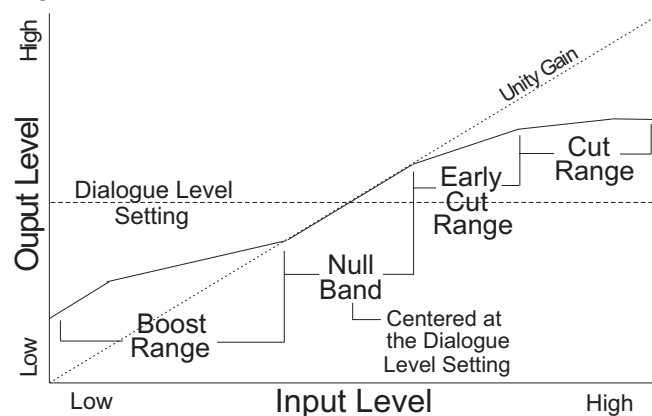 High
Unity Gain
Ouput Level
Dialogue Level
Setting
Early
Cut
Range
Cut
Range
Null
Band
Boost
Range
Centered at
the Dialogue
Level Setting
Low
Low
Input Level
High